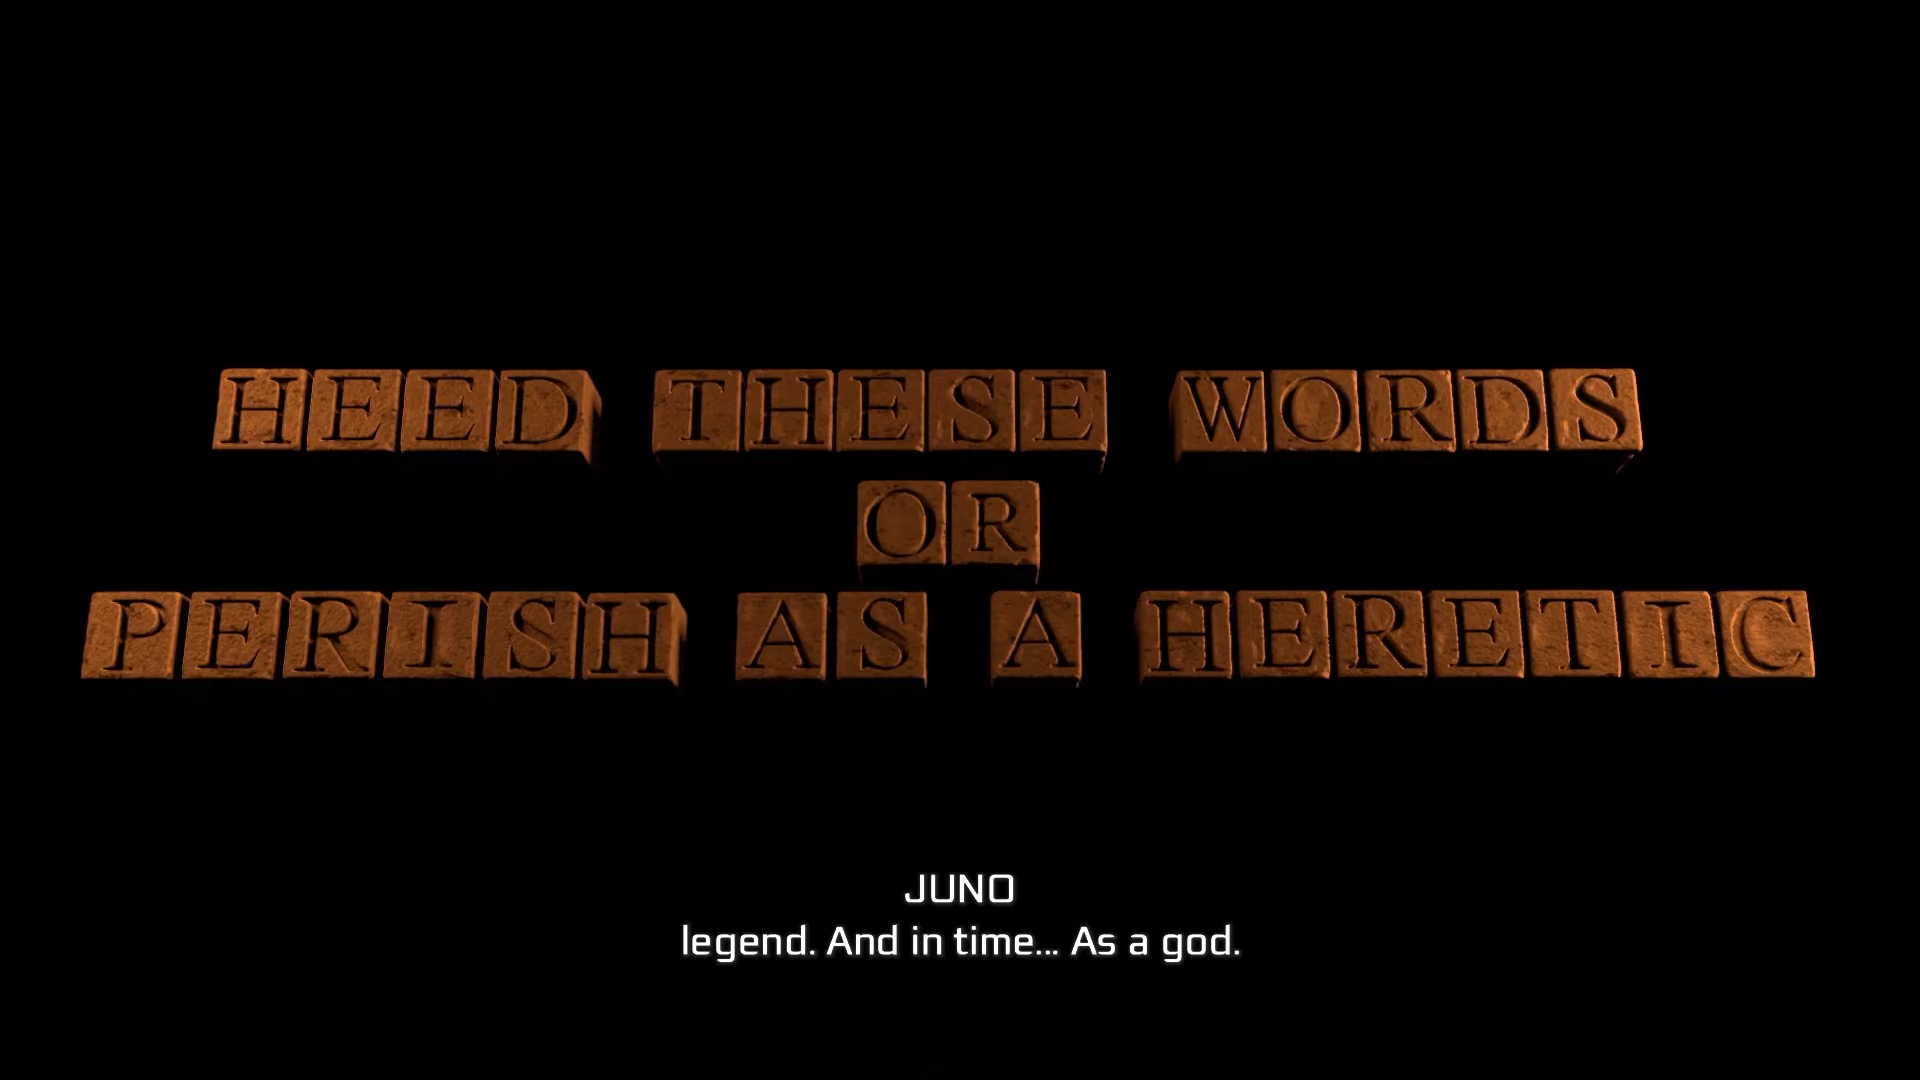 HEED THESE WORDS
OR
PERISH AS A HERETIC
JUNO
legend. And in time... As a god.